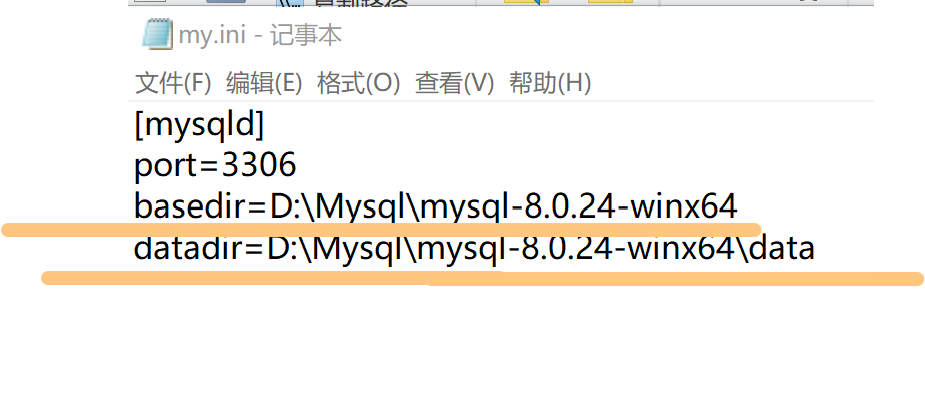 my.ini - 记事本
文件(F) 编辑(E) 格式(O) 查看(V) 帮助(H)
[mysqld]
port=3306
basedir=D:\Mysql\mysql-8.0.24-winx64
datadir=D:\Mysql\mysql-8.0.24-winx64\data